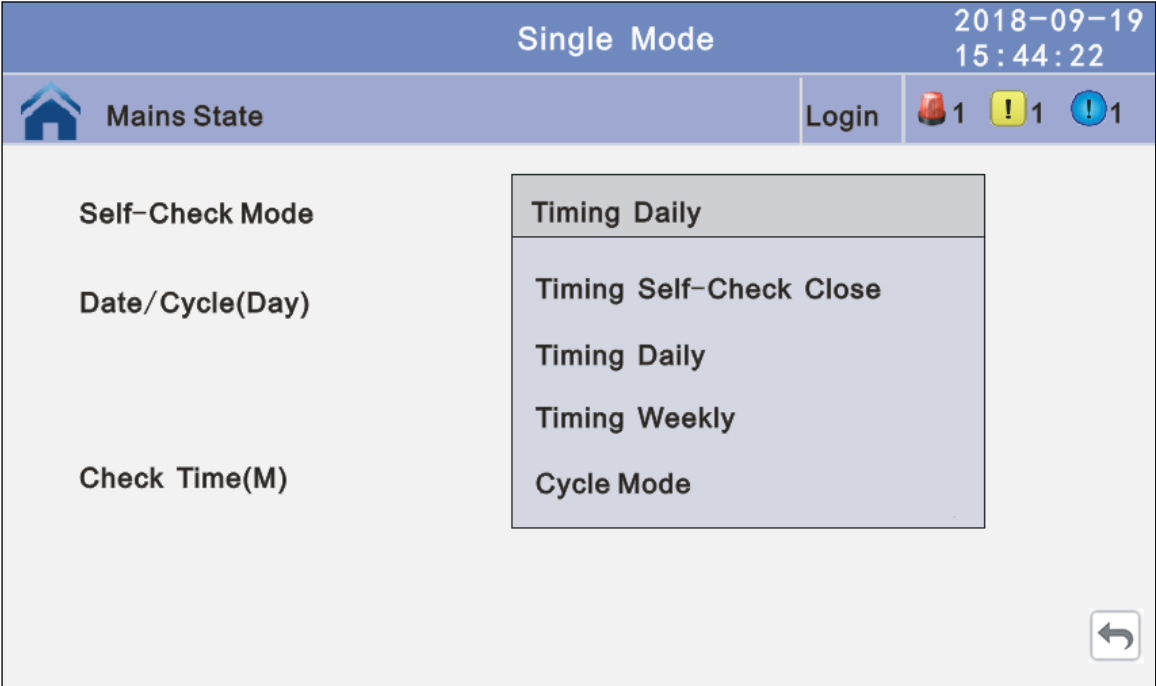 Single Mode
2018-09-19
15:44:22
Mains State
Login
1
! 1
! 1
Self-Check Mode
Timing Daily
Date/Cycle(Day)
Timing Self-Check Close
Timing Daily
Timing Weekly
Check Time(M)
Cycle Mode